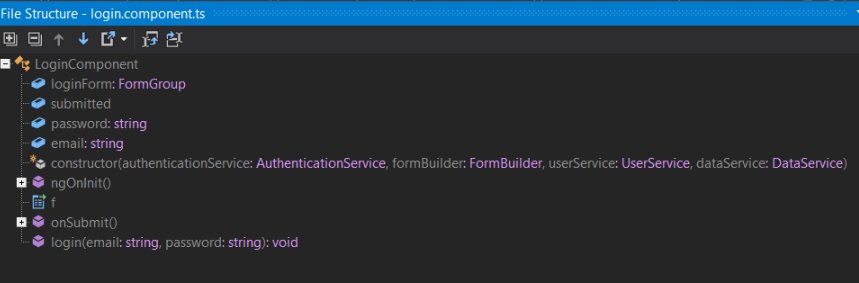 File Structure - login.component.ts
LoginComponent
loginForm: FormGroup
submitted
password: string
email: string
constructor(authenticationService: AuthenticationService, formBuilder: FormBuilder, userService: UserService, dataService: DataService)
ngOnInit()
f
onSubmit()
login(email: string, password: string): void